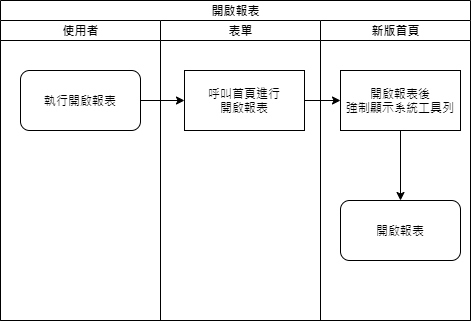 開啟報表
使用者
表單
新版首頁
執行開啟報表
呼叫首頁進行
開啟報表
開啟報表後
強制顯示系統工具列
開啟報表